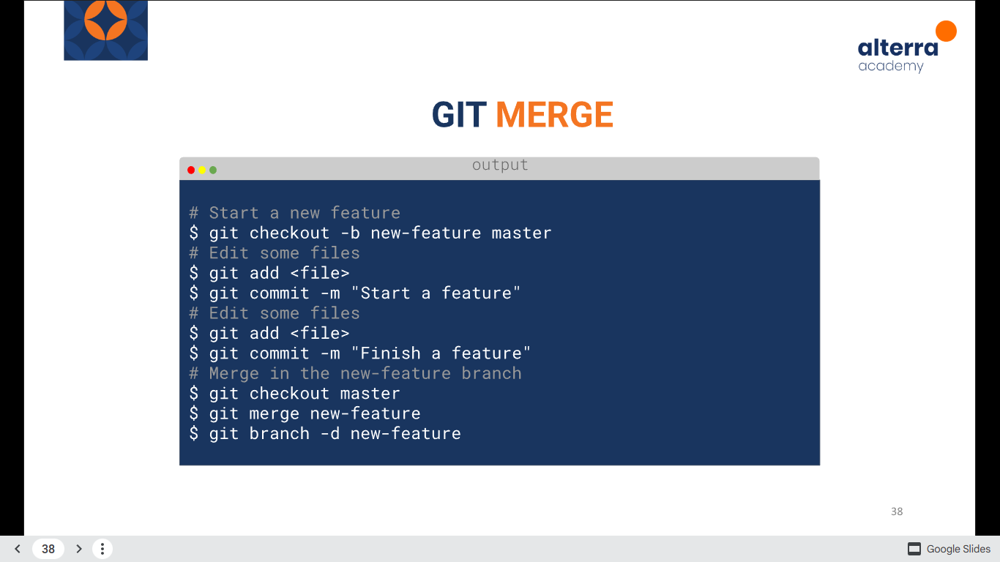 alterra
academy
GIT MERGE
output
# Start a new feature
$ git checkout -b new-feature master
# Edit some files
$ git add <file>
$ git commit -m "Start a feature"
# Edit some files
$ git add <file>
$ git commit -m "Finish a feature"
# Merge in the new-feature branch
$ git checkout master
$ git merge new-feature
$ git branch -d new-feature
38
38
Google Slides